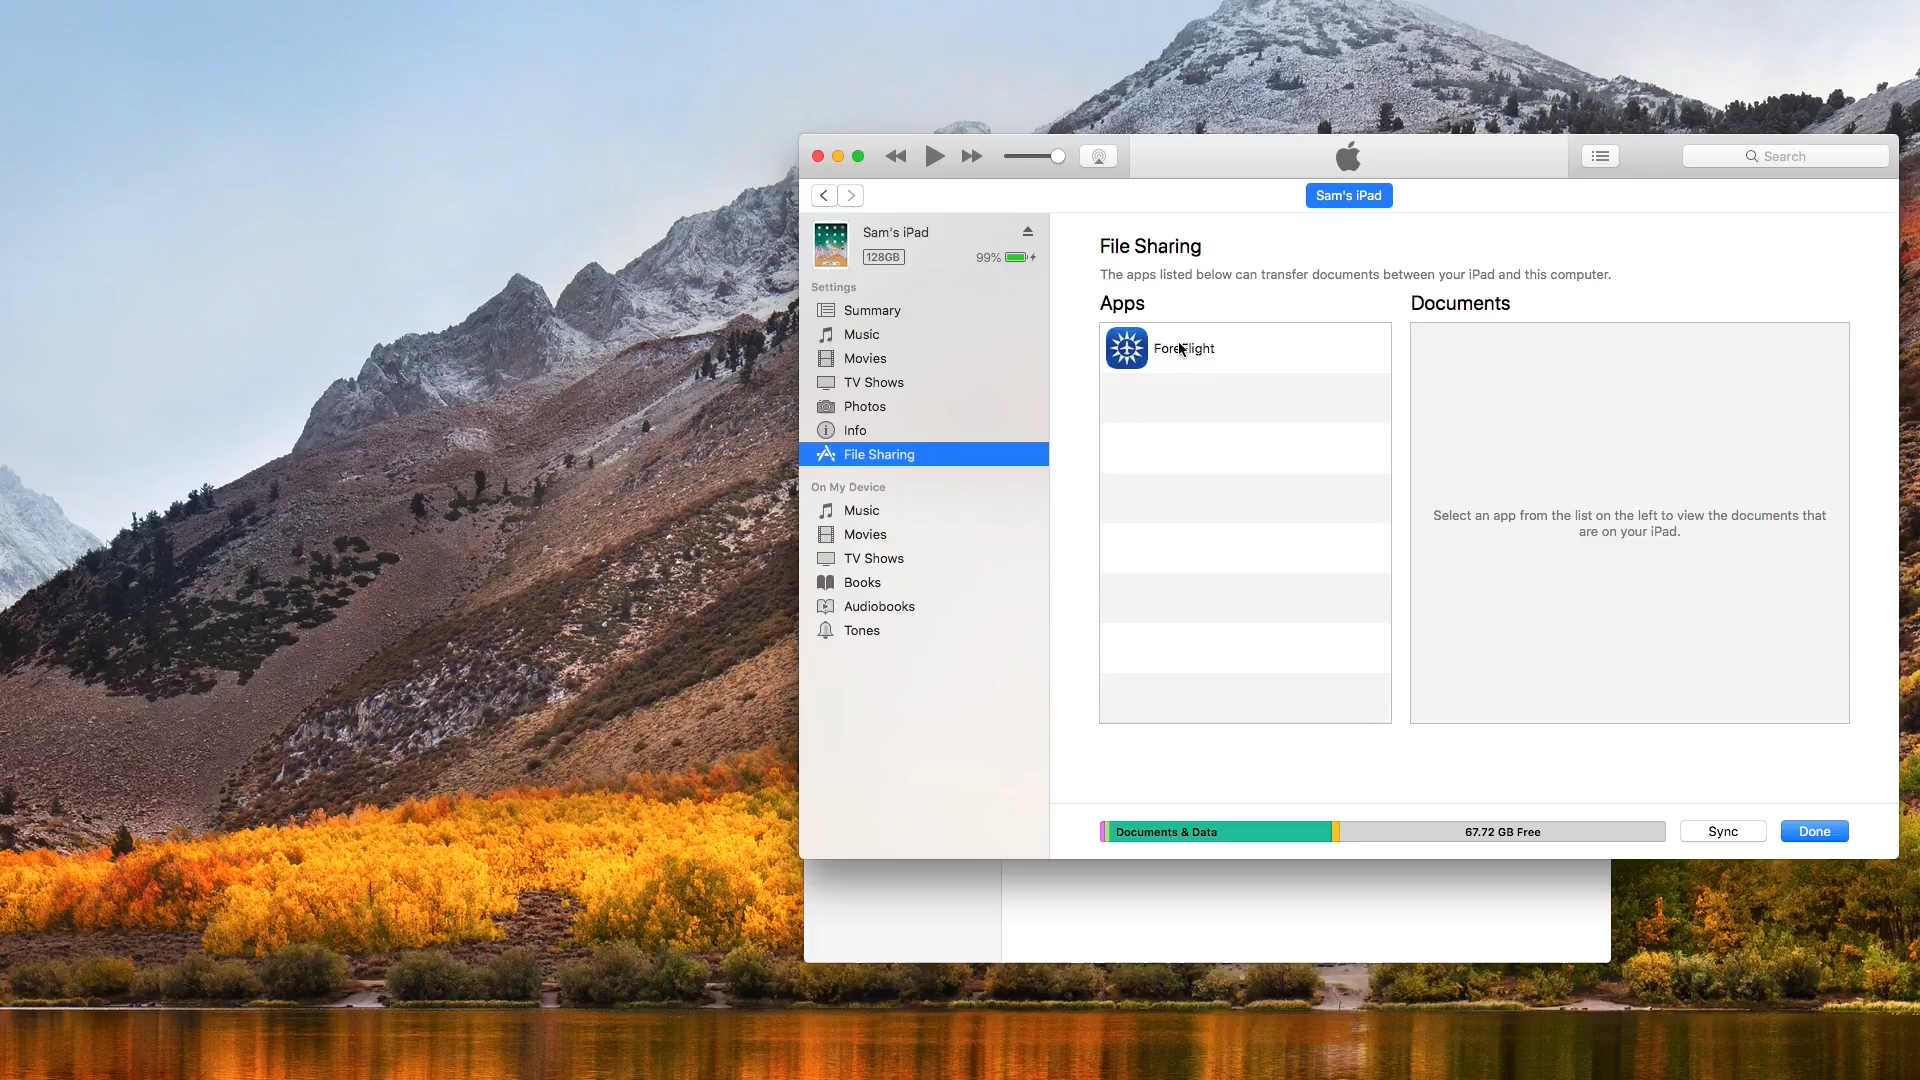 Search
Sam's iPad
Sam's iPad
128GB
99%
Settings
Summary
Music
Movies
TV Shows
Photos
Info
File Sharing
On My Device
Music
Movies
TV Shows
Books
Audiobooks
Tones
File Sharing
The apps listed below can transfer documents between your iPad and this computer.
Apps
ForeFlight
Documents
Select an app from the list on the left to view the documents that
are on your iPad.
Documents & Data
67.72 GB Free
Sync
Done